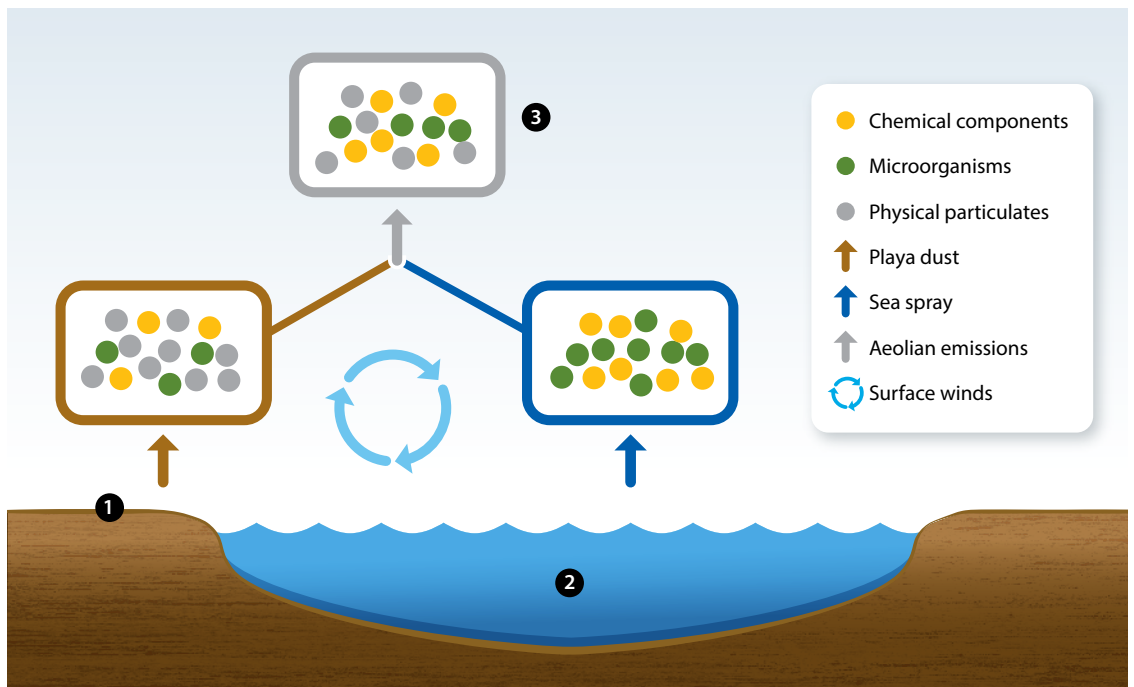 3
Chemical components
Microorganisms
Physical particulates
Playa dust
Sea spray
Aeolian emissions
Surface winds
1
2